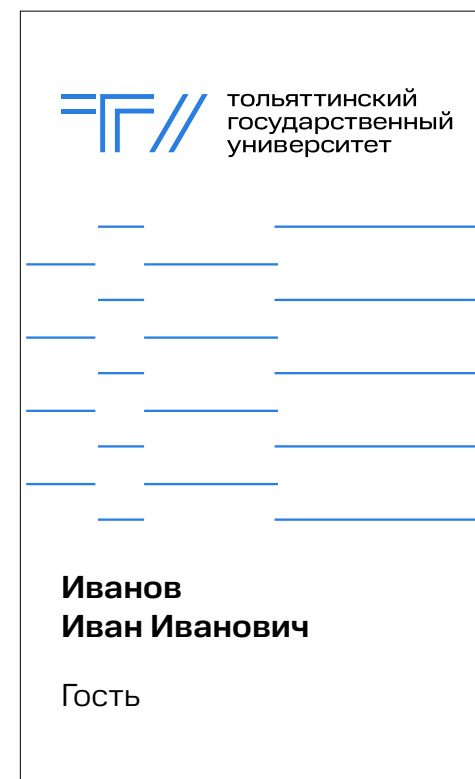 тольяттинский
государственный
университет
Иванов
Иван Иванович
Гость